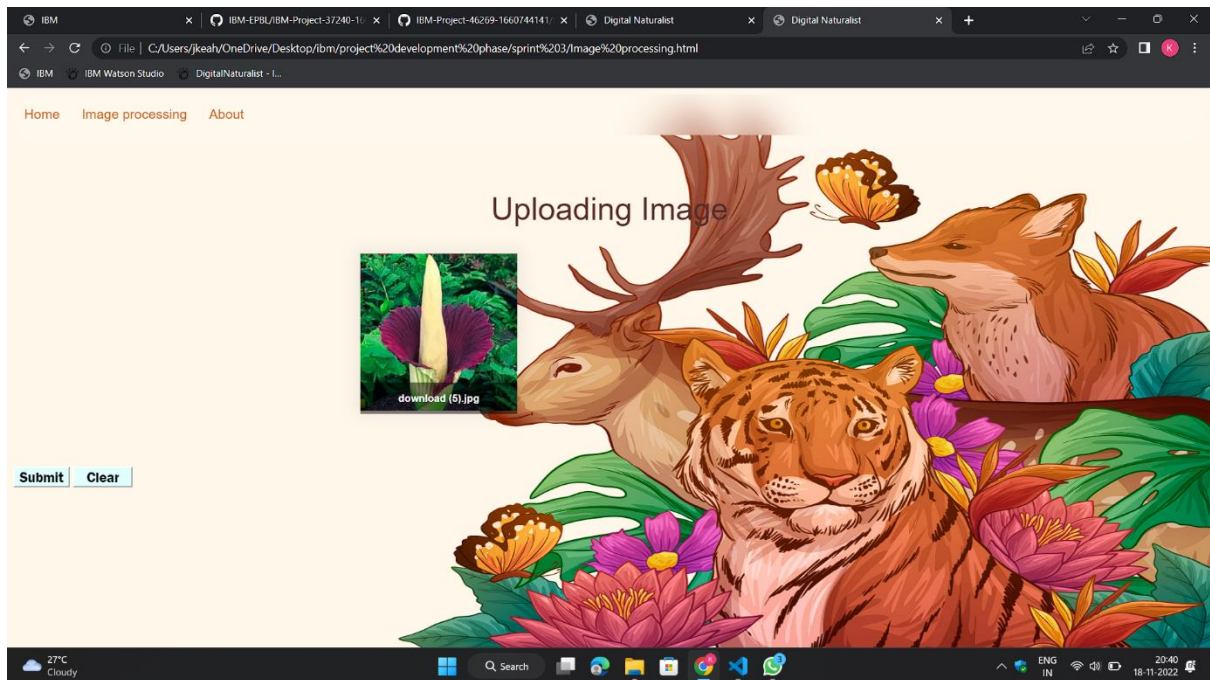 IBM
IBM-EPBL/IBM-Project-37240-16
IBM-Project-46269-1660744141/
Digital Naturalist
Digital Naturalist
File | C:/Users/jkeah/OneDrive/Desktop/ibm/project%20development%20phase/sprint%203/Image%20processing.html
IBM
IBM Watson Studio
DigitalNaturalist - I...
Home
Image processing
About
Uploading Image
download (5).jpg
Submit
Clear
27°C
Cloudy
Search
ENG
IN
20:40
18-11-2022
K